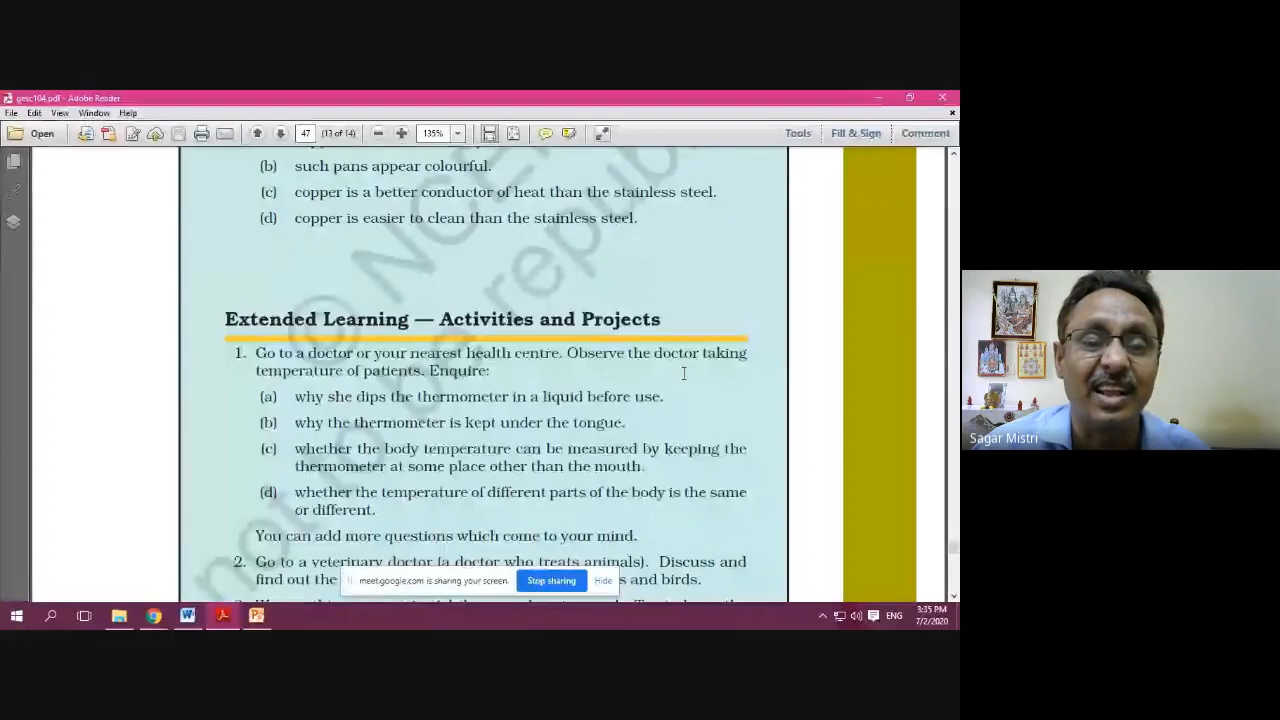 gesc104.pdf - Adobe Reader
File Edit View Window Help
Open 47 (13 of 14) 135% Tools Fill & Sign Comment
(b) such pans appear colourful.
(c) copper is a better conductor of heat than the stainless steel.
(d) copper is easier to clean than the stainless steel.
© NCE
not to be republi
Extended Learning — Activities and Projects
1. Go to a doctor or your nearest health centre. Observe the doctor taking
temperature of patients. Enquire:
(a) why she dips the thermometer in a liquid before use.
(b) why the thermometer is kept under the tongue.
(c) whether the body temperature can be measured by keeping the
thermometer at some place other than the mouth.
(d) whether the temperature of different parts of the body is the same
or different.
You can add more questions which come to your mind.
2. Go to a veterinary doctor (a doctor who treats animals). Discuss and
find out the s and birds.
meet.google.com is sharing your screen. Stop sharing Hide
ENG
3:35 PM
7/2/2020
Sagar Mistri